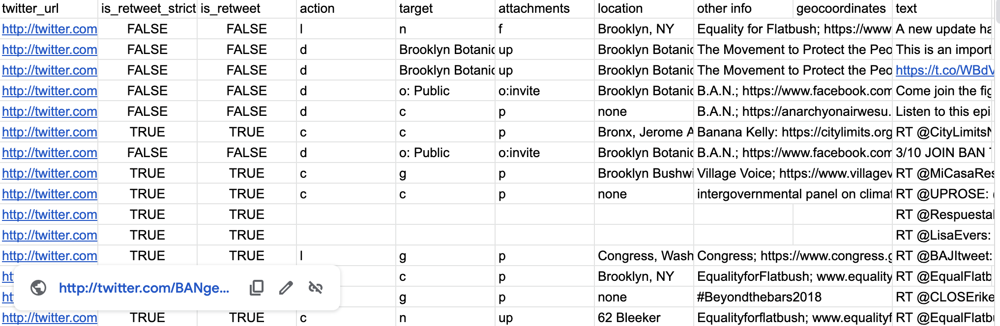 twitter_url is_retweet_strict is_retweet action target attachments location other info geocoordinates text
http://twitter.com FALSE FALSE l n f Brooklyn, NY Equality for Flatbush; https://www A new update ha
http://twitter.com FALSE FALSE d Brooklyn Botanic up Brooklyn Botanic The Movement to Protect the Peo This is an import
http://twitter.com FALSE FALSE d Brooklyn Botanic up Brooklyn Botanic The Movement to Protect the Peo https://t.co/WBdV
http://twitter.com FALSE FALSE d o: Public o:invite Brooklyn Botanic B.A.N.; https://www.facebook.com Come join the fig
http://twitter.com FALSE FALSE d c p none B.A.N.; https://anarchyonairwesu. Listen to this epi
http://twitter.com TRUE TRUE c c p Bronx, Jerome A Banana Kelly: https://citylimits.org RT @CityLimitsN
http://twitter.com FALSE FALSE d o: Public o:invite Brooklyn Botanic B.A.N.; https://www.facebook.com 3/10 JOIN BAN T
http://twitter.com TRUE TRUE c g p Brooklyn Bushwi Village Voice; https://www.villagev RT @MiCasaRes
http://twitter.com TRUE TRUE c c p none intergovernmental panel on climat RT @UPROSE: @
http://twitter.com TRUE TRUE RT @Respuesta
http://twitter.com TRUE TRUE RT @LisaEvers:
http://twitter.com TRUE TRUE l g p Congress, Wash Congress; https://www.congress.g RT @BAJItweet:
htt c p Brooklyn, NY EqualityforFlatbush; www.equality RT @EqualFlatb
http://twitter.com/BANge...
htt g p none #Beyondthebars2018 RT @CLOSErike
http://twitter.com TRUE TRUE c n up 62 Bleeker Equalityforflatbush; www.equalityf RT @EqualFlatb